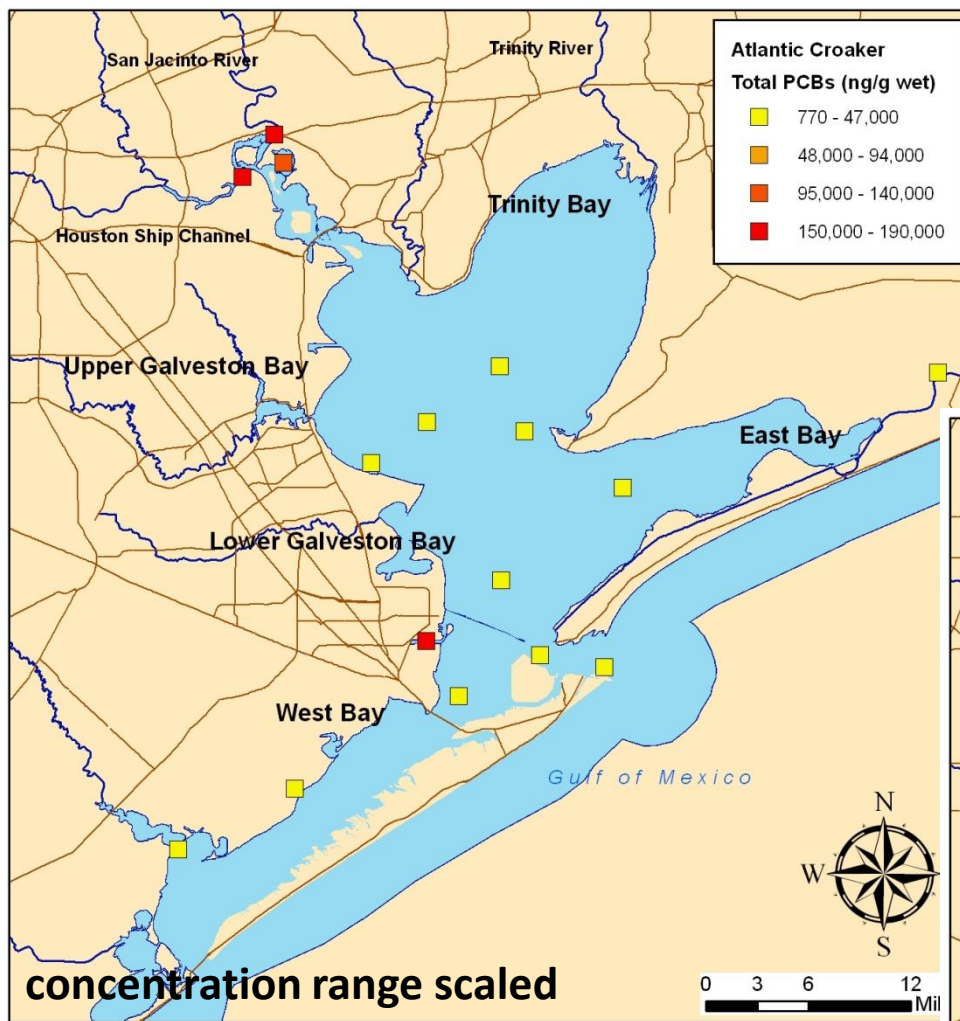 San Jacinto River
Trinity River
Atlantic Croaker
Total PCBs (ng/g wet)
770 - 47,000
48,000 - 94,000
95,000 - 140,000
150,000 - 190,000
Trinity Bay
Houston Ship Channel
Upper Galveston Bay
East Bay
Lower Galveston Bay
West Bay
Gulf of Mexico
N
W
E
S
concentration range scaled
0 3 6 12
Mil